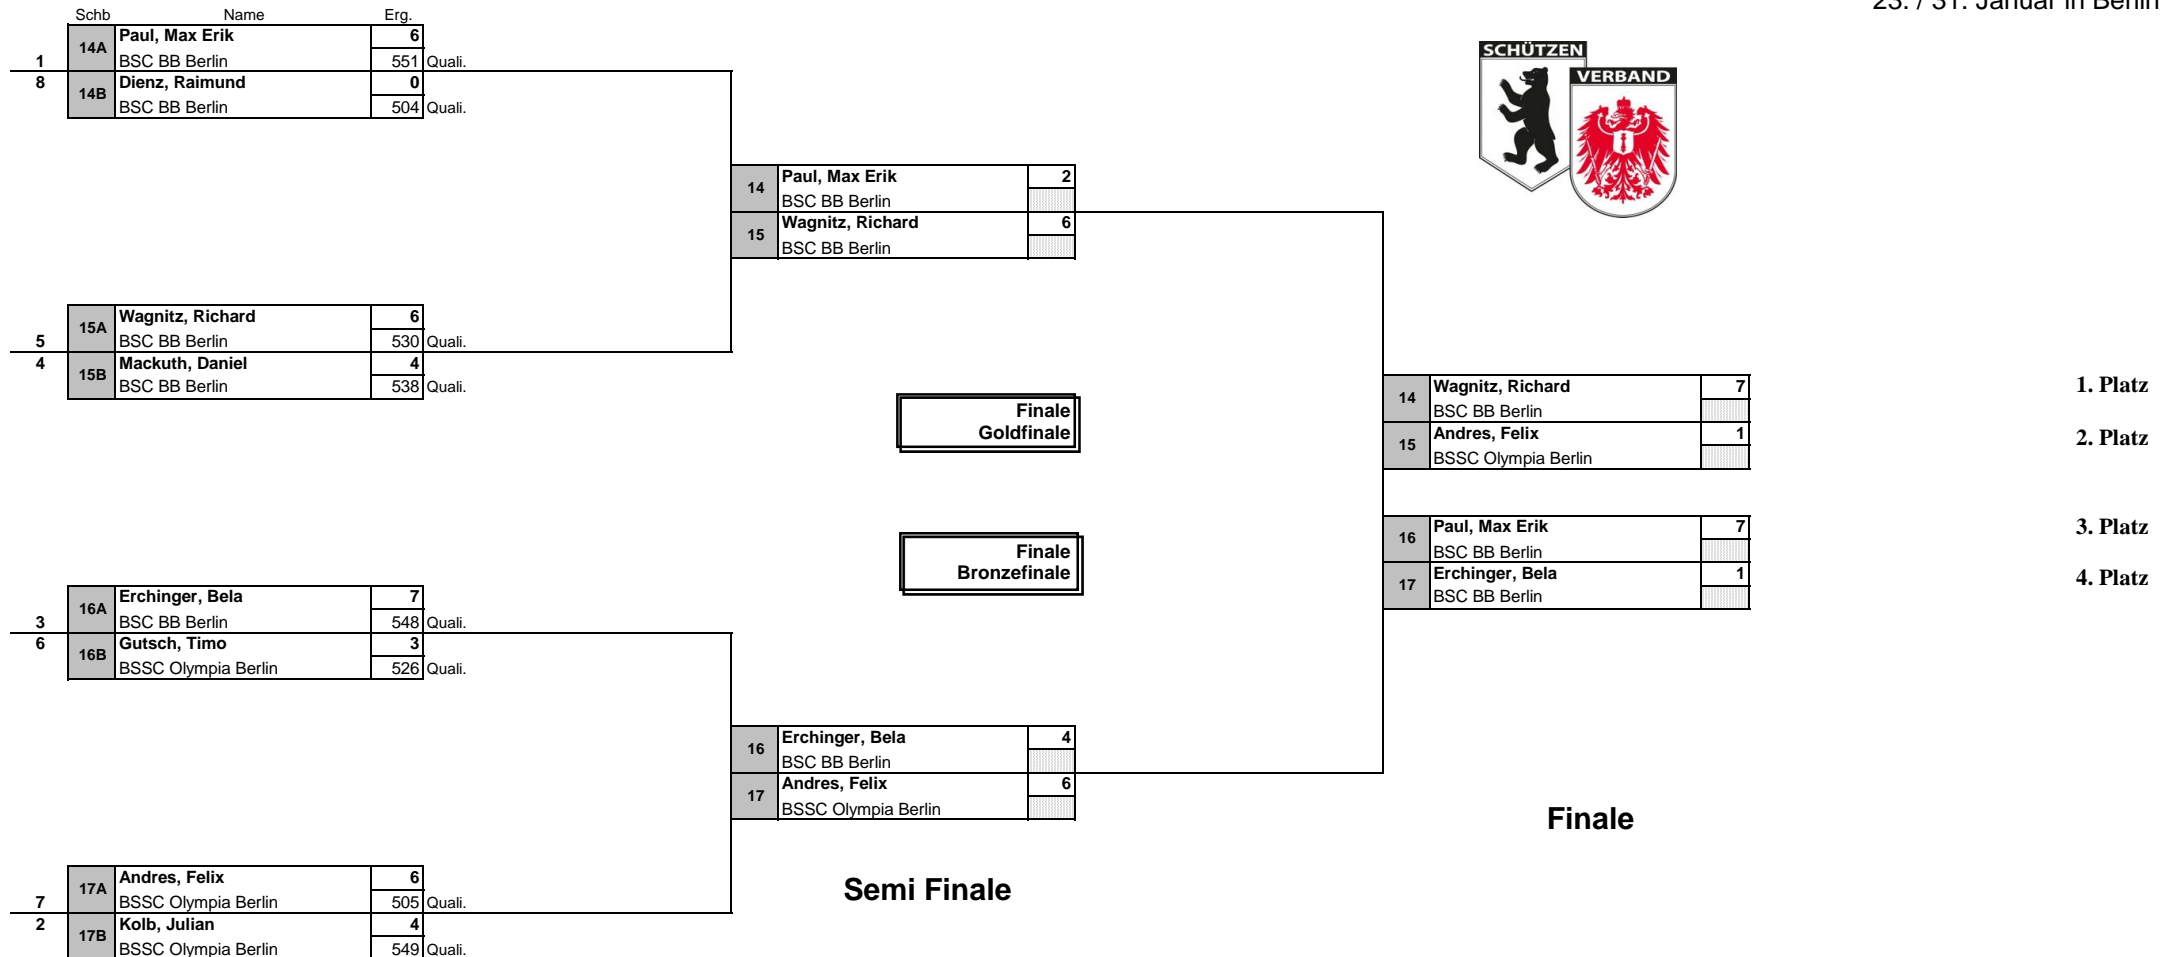 23. / 31. Januar in Berlin
Schb Name Erg.
14A Paul, Max Erik 6
1 BSC BB Berlin 551 Quali.
8 14B Dienz, Raimund 0
BSC BB Berlin 504 Quali.
SCHÜTZEN
VERBAND
14 Paul, Max Erik 2
BSC BB Berlin
15 Wagnitz, Richard 6
BSC BB Berlin
15A Wagnitz, Richard 6
5 BSC BB Berlin 530 Quali.
4 15B Mackuth, Daniel 4
BSC BB Berlin 538 Quali.
14 Wagnitz, Richard 7 1. Platz
BSC BB Berlin
15 Andres, Felix 1 2. Platz
BSSC Olympia Berlin
Finale
Goldfinale
16 Paul, Max Erik 7 3. Platz
BSC BB Berlin
17 Erchinger, Bela 1 4. Platz
BSC BB Berlin
Finale
Bronzefinale
16A Erchinger, Bela 7
3 BSC BB Berlin 548 Quali.
6 16B Gutsch, Timo 3
BSSC Olympia Berlin 526 Quali.
16 Erchinger, Bela 4
BSC BB Berlin
17 Andres, Felix 6
BSSC Olympia Berlin
Finale
Semi Finale
17A Andres, Felix 6
7 BSSC Olympia Berlin 505 Quali.
2 17B Kolb, Julian 4
BSSC Olympia Berlin 549 Quali.